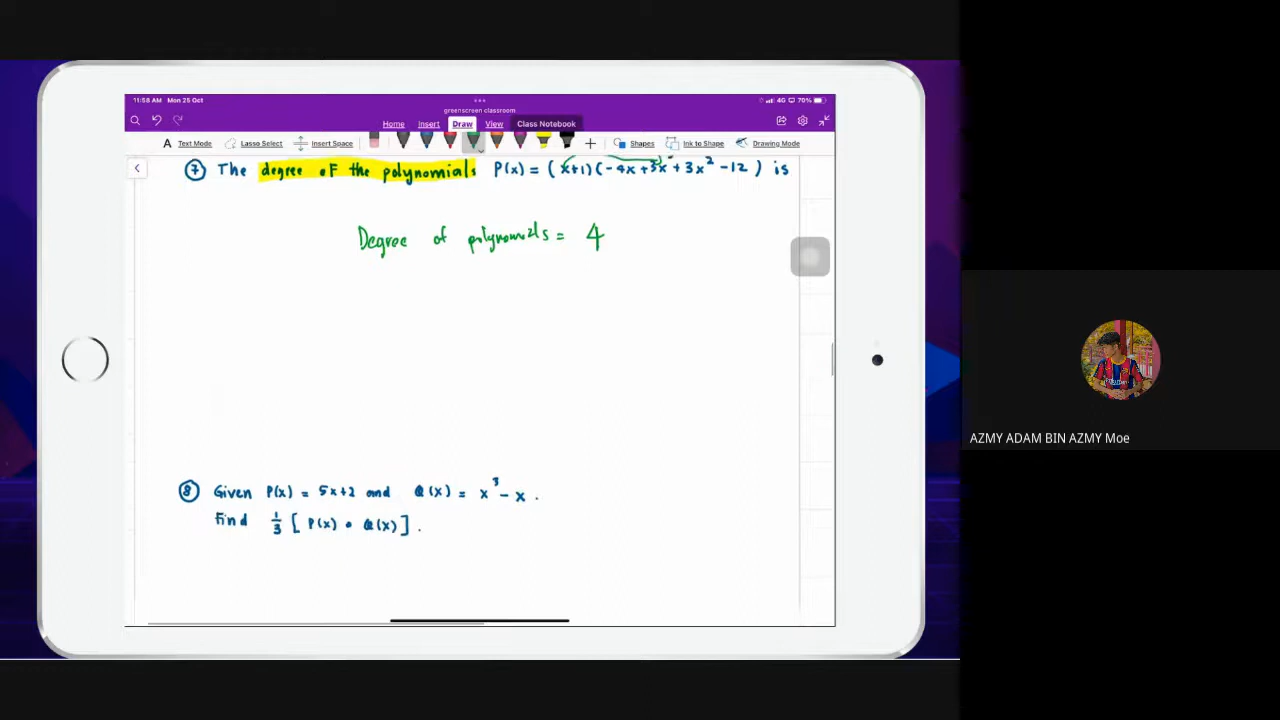 11:58 AM Mon 25 Oct
4G 70%
greenscreen classroom
Home Insert Draw View Class Notebook
A Text Mode Lasso Select Insert Space Shapes Ink to Shape Drawing Mode
⑦ The degree of the polynomials P(x) = (x+1)(-4x+3x +3x² -12) is
Degree of polynomials = 4
⑧ Given P(x) = 5x+2 and Q(x) = x³ - x.
Find 1/3 [P(x) • Q(x)].
AZMY ADAM BIN AZMY Moe